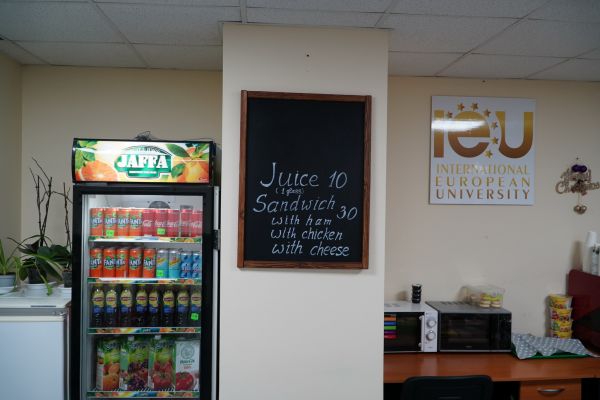 JAFFA
Juice 10
(1 glass)
Sandwich 30
with ham
with chicken
with cheese
ieu
INTERNATIONAL
EUROPEAN
UNIVERSITY